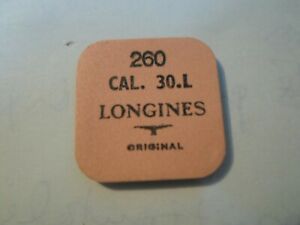 260
CAL. 30.L
LONGINES
ORIGINAL